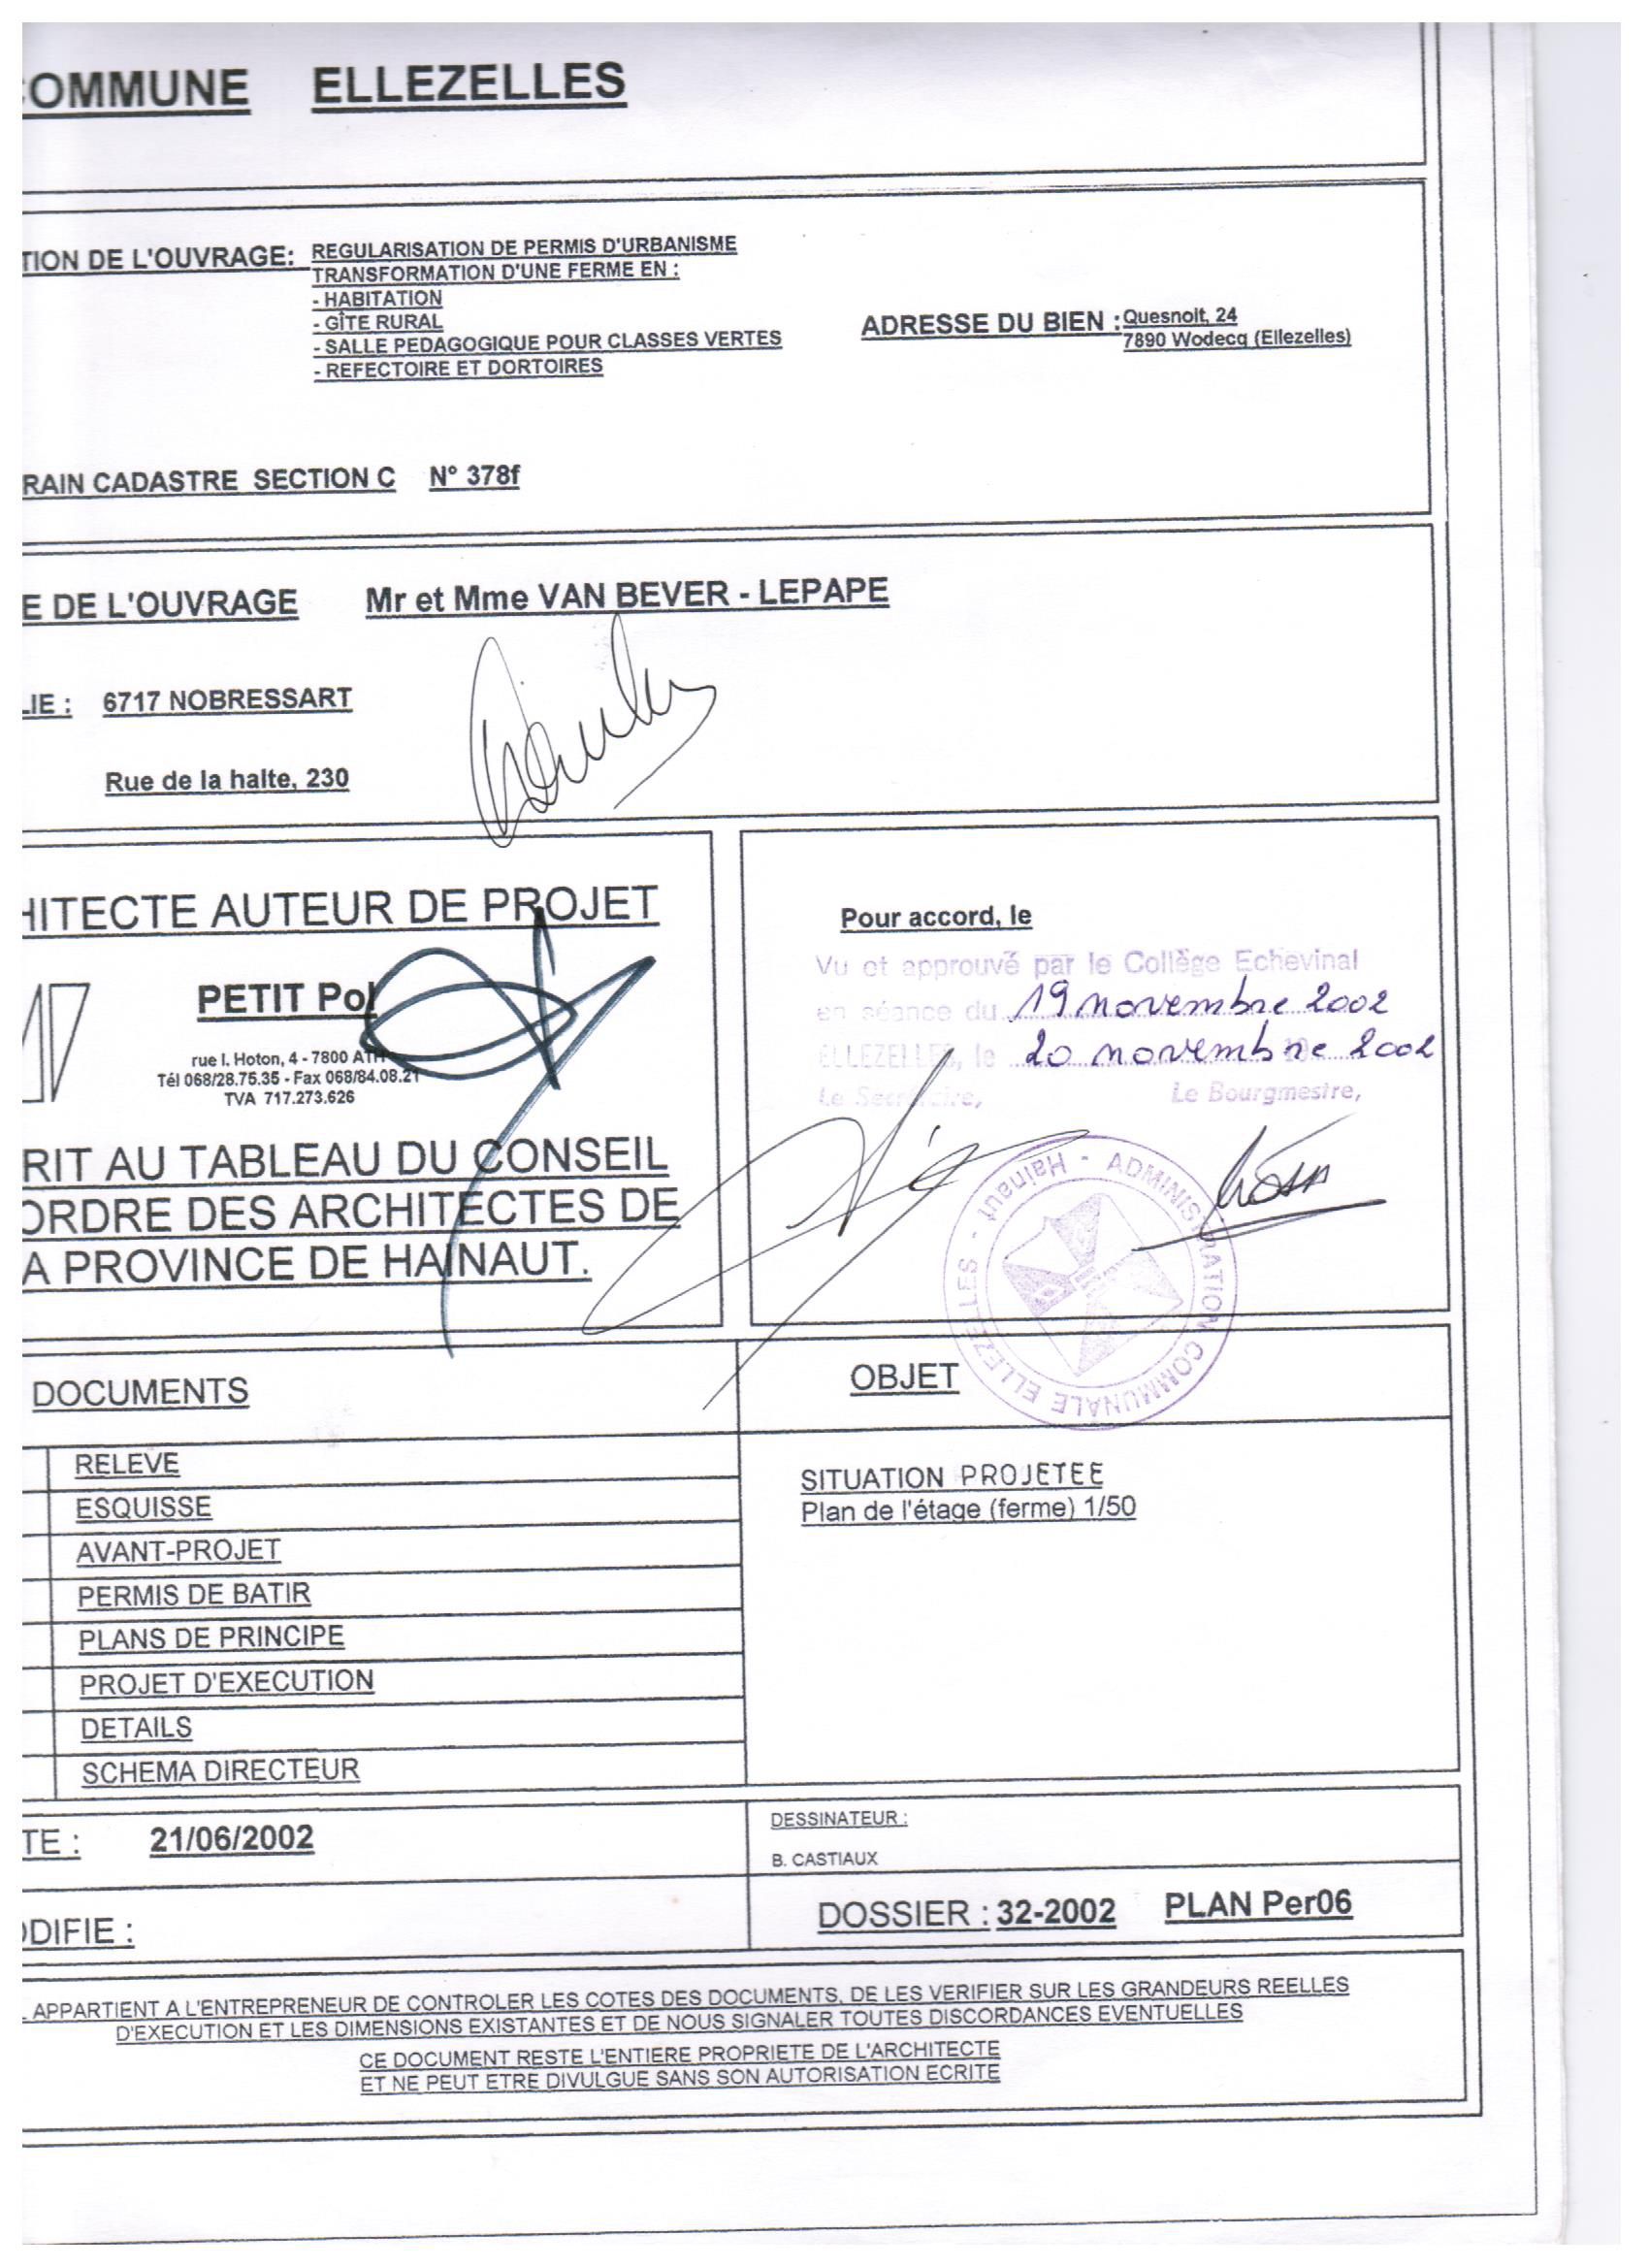 OMMUNE ELLEZELLES
TION DE L'OUVRAGE: REGULARISATION DE PERMIS D'URBANISME
TRANSFORMATION D'UNE FERME EN :
- HABITATION
- GÎTE RURAL
- SALLE PEDAGOGIQUE POUR CLASSES VERTES
- REFECTOIRE ET DORTOIRES
ADRESSE DU BIEN : Quesnoit, 24
7890 Wodecq (Ellezelles)
RAIN CADASTRE SECTION C N° 378f
E DE L'OUVRAGE Mr et Mme VAN BEVER - LEPAPE
LIE : 6717 NOBRESSART
Rue de la halte, 230
HITECTE AUTEUR DE PROJET
PETIT Pol
rue I. Hoton, 4 - 7800 ATH
Tél 068/28.75.35 - Fax 068/84.08.21
TVA 717.273.626
RIT AU TABLEAU DU CONSEIL
ORDRE DES ARCHITECTES DE
A PROVINCE DE HAINAUT.
Pour accord, le
Vu et approuvé par le Collège Echevinal
en séance du 19 novembre 2002
ELLEZELLES, le 20 novembre 19 2002
Le Secrétaire, Le Bourgmestre,
ADMINISTRATION COMMUNALE ELLEZELLES - Hainaut -
DOCUMENTS
RELEVE
ESQUISSE
AVANT-PROJET
PERMIS DE BATIR
PLANS DE PRINCIPE
PROJET D'EXECUTION
DETAILS
SCHEMA DIRECTEUR
OBJET
SITUATION PROJETEE
Plan de l'étage (ferme) 1/50
TE : 21/06/2002
DESSINATEUR :
B. CASTIAUX
ODIFIE :
DOSSIER : 32-2002 PLAN Per06
L APPARTIENT A L'ENTREPRENEUR DE CONTROLER LES COTES DES DOCUMENTS, DE LES VERIFIER SUR LES GRANDEURS REELLES
D'EXECUTION ET LES DIMENSIONS EXISTANTES ET DE NOUS SIGNALER TOUTES DISCORDANCES EVENTUELLES
CE DOCUMENT RESTE L'ENTIERE PROPRIETE DE L'ARCHITECTE
ET NE PEUT ETRE DIVULGUE SANS SON AUTORISATION ECRITE